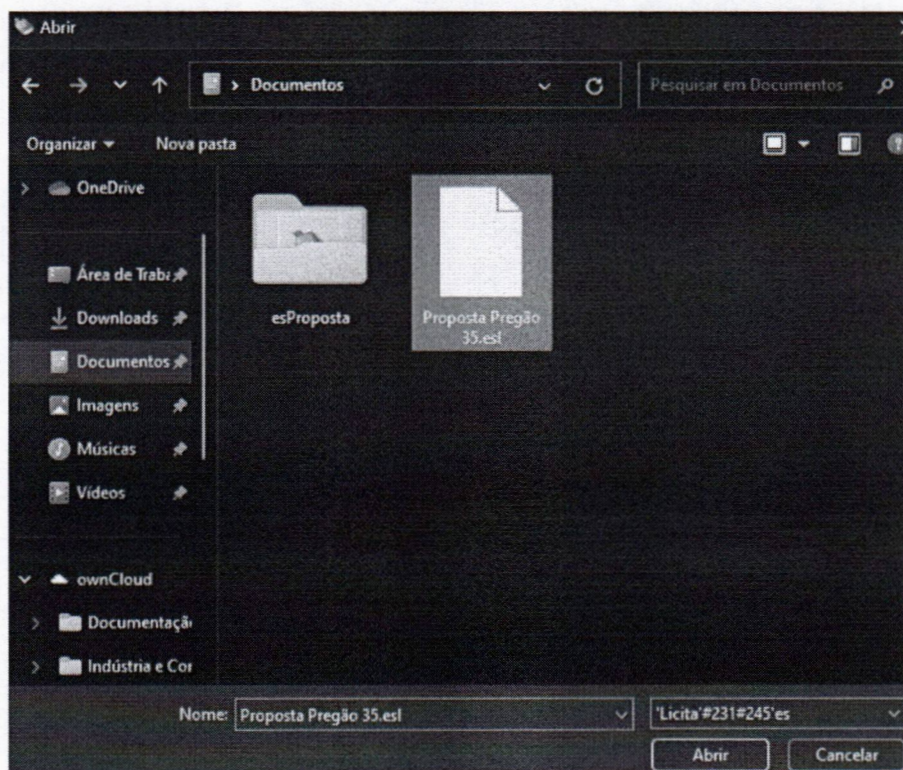 Abrir
Documentos
Pesquisar em Documentos
Organizar
Nova pasta
OneDrive
Área de Traba
Downloads
Documentos
Imagens
Músicas
Vídeos
esProposta
Proposta Pregão
35.esl
ownCloud
Documentaçã
Indústria e Cor
Nome:
Proposta Pregão 35.esl
'Licita'#231#245'es
Abrir
Cancelar